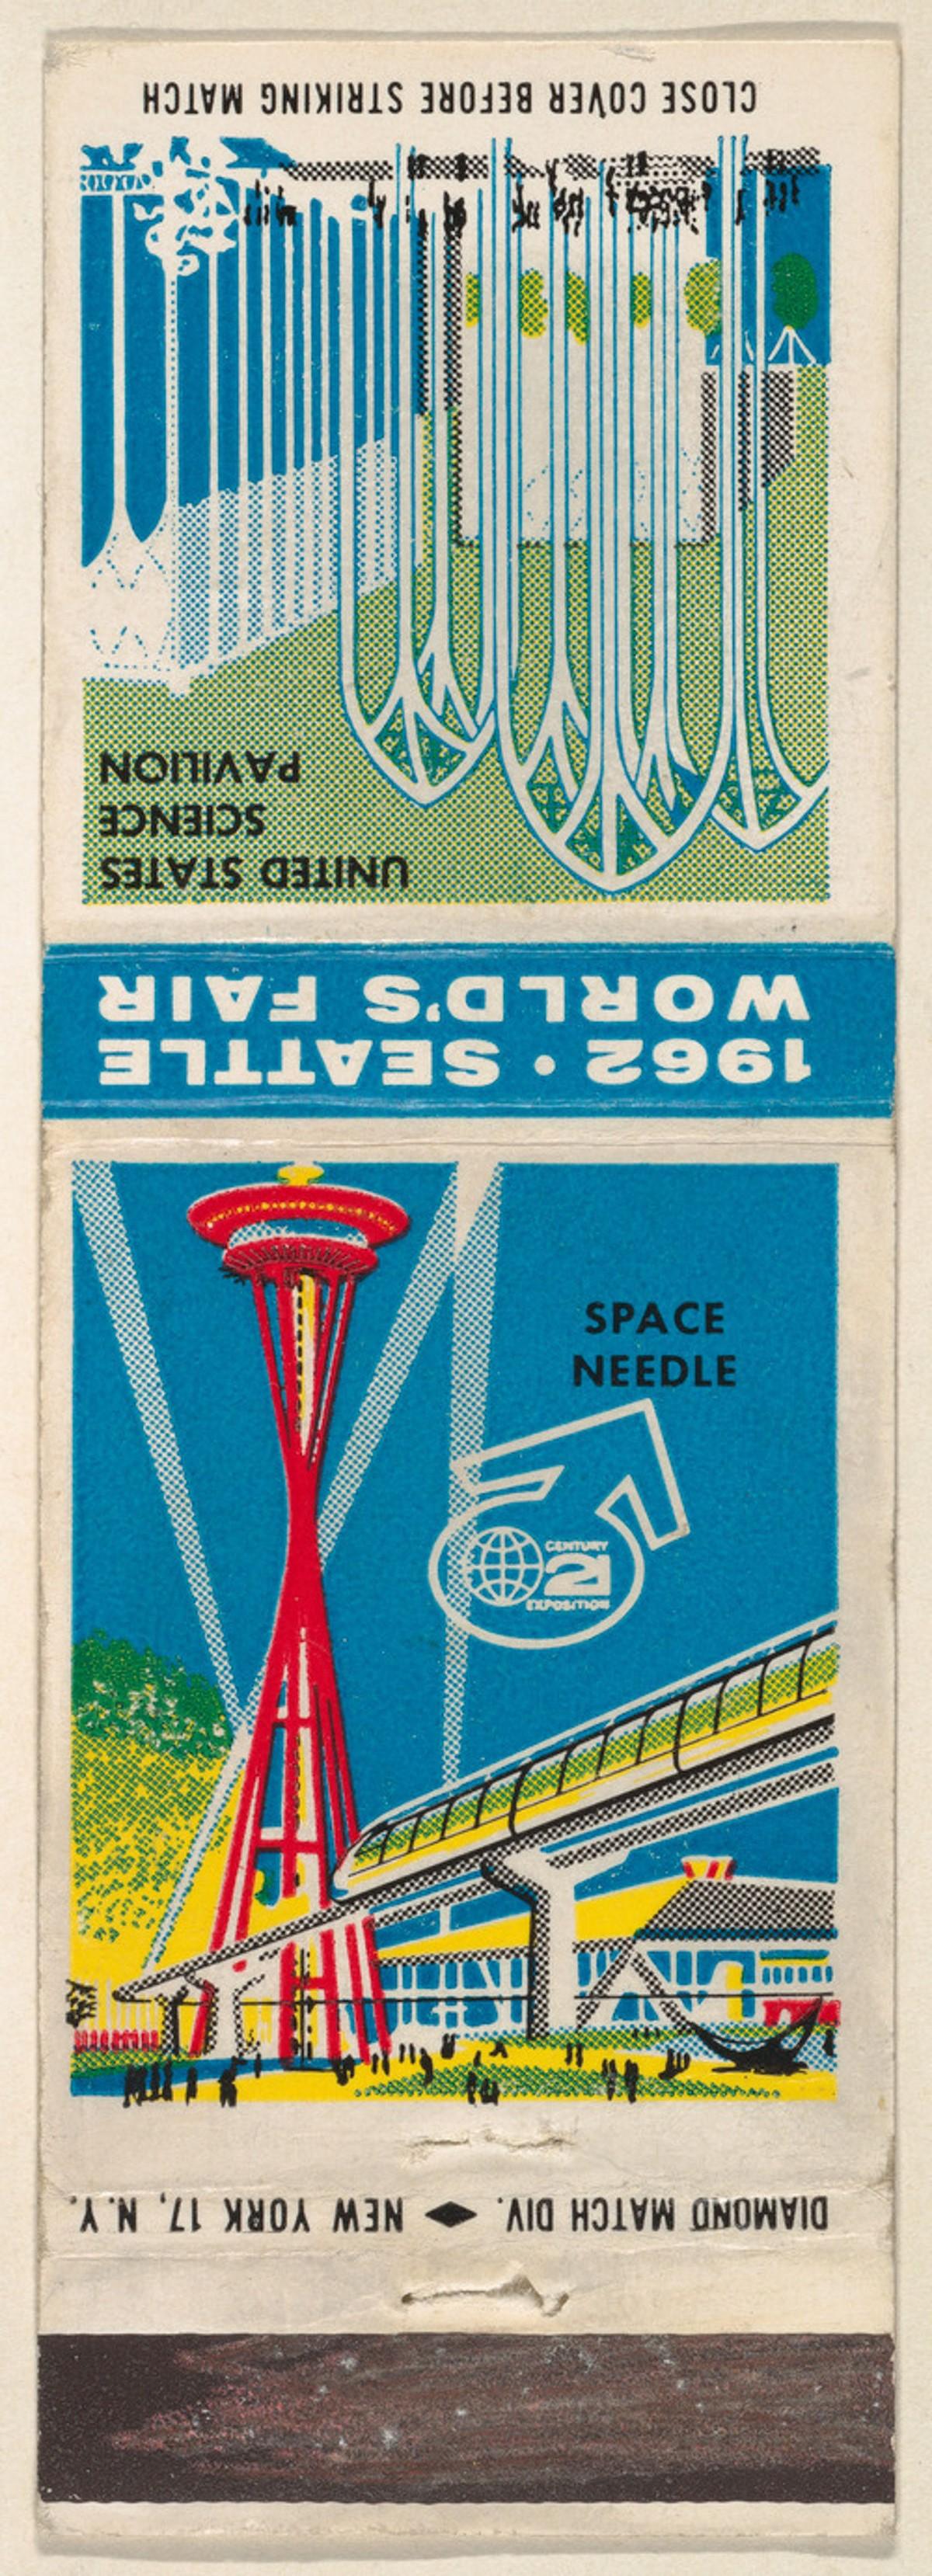 CLOSE COVER BEFORE STRIKING MATCH
UNITED STATES
SCIENCE
PAVILION
1962 • SEATTLE
WORLD'S FAIR
SPACE
NEEDLE
CENTURY
21
EXPOSITION
DIAMOND MATCH DIV. ♦ NEW YORK 17, N.Y.